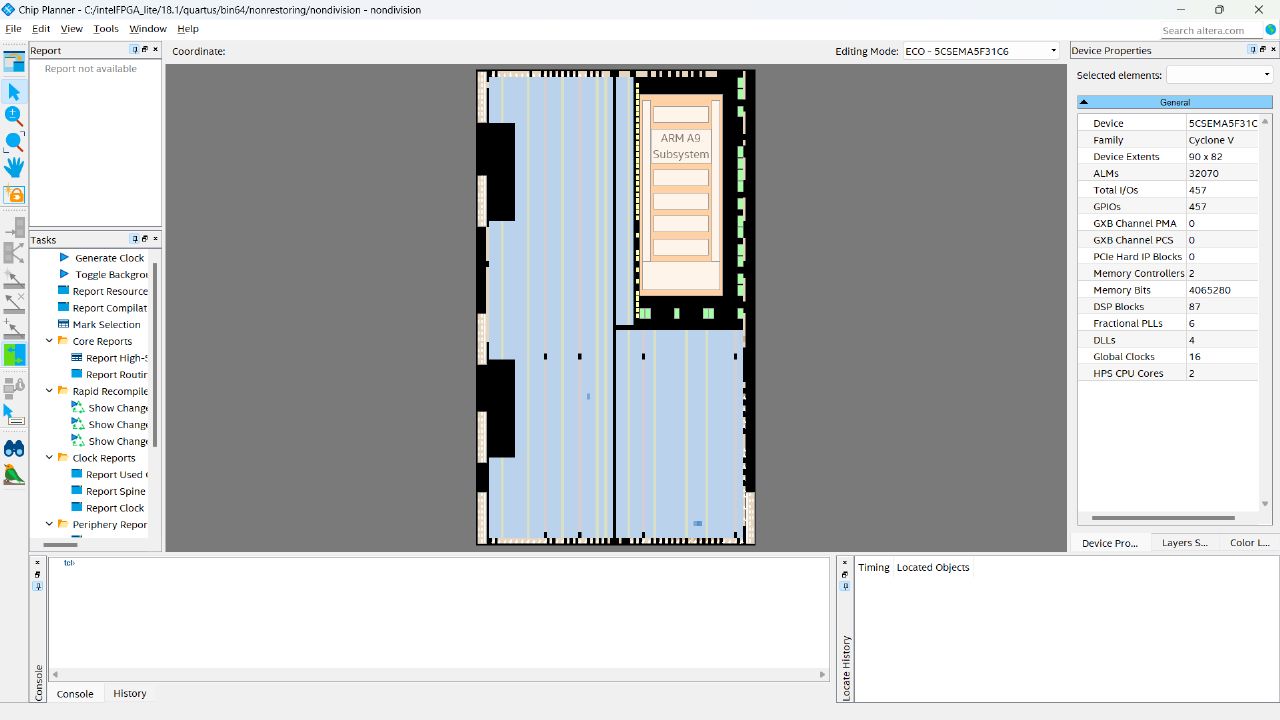 Chip Planner - C:/intelFPGA_lite/18.1/quartus/bin64/nonrestoring/nondivision - nondivision
File Edit View Tools Window Help
Search altera.com
Report
Report not available
Coordinate:
Editing Mode: ECO - 5CSEMA5F31C6
Device Properties
Selected elements:
General
Device 5CSEMA5F31C
Family Cyclone V
Device Extents 90 x 82
ALMs 32070
Total I/Os 457
GPIOs 457
GXB Channel PMA 0
GXB Channel PCS 0
PCIe Hard IP Blocks 0
Memory Controllers 2
Memory Bits 4065280
DSP Blocks 87
Fractional PLLs 6
DLLs 4
Global Clocks 16
HPS CPU Cores 2
ARM A9
Subsystem
Tasks
Generate Clock
Toggle Backgrou
Report Resource
Report Compilat
Mark Selection
Core Reports
Report High-S
Report Routin
Rapid Recompile
Show Change
Show Change
Show Change
Clock Reports
Report Used
Report Spine
Report Clock
Periphery Repor
Device Pro... Layers S... Color L...
tcl>
Console
Console History
Locate History
Timing Located Objects